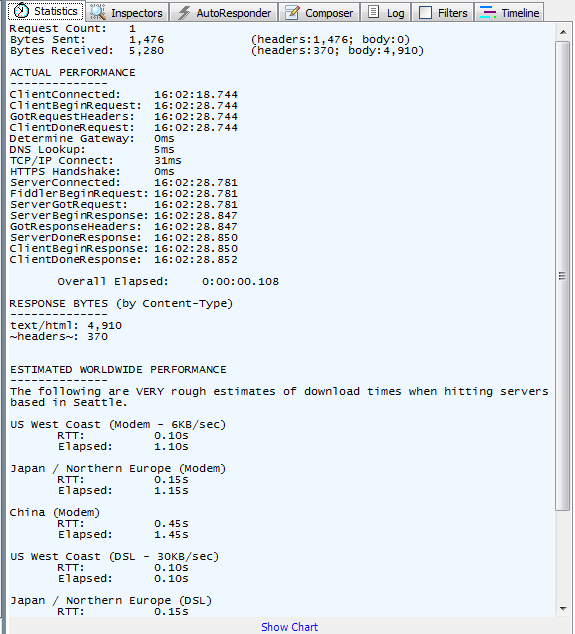 Statistics Inspectors AutoResponder Composer Log Filters Timeline
Request Count: 1
Bytes Sent: 1,476 (headers:1,476; body:0)
Bytes Received: 5,280 (headers:370; body:4,910)
ACTUAL PERFORMANCE
--------------
ClientConnected: 16:02:18.744
ClientBeginRequest: 16:02:28.744
GotRequestHeaders: 16:02:28.744
ClientDoneRequest: 16:02:28.744
Determine Gateway: 0ms
DNS Lookup: 5ms
TCP/IP Connect: 31ms
HTTPS Handshake: 0ms
ServerConnected: 16:02:28.781
FiddlerBeginRequest: 16:02:28.781
ServerGotRequest: 16:02:28.781
ServerBeginResponse: 16:02:28.847
GotResponseHeaders: 16:02:28.847
ServerDoneResponse: 16:02:28.850
ClientBeginResponse: 16:02:28.850
ClientDoneResponse: 16:02:28.852
Overall Elapsed: 0:00:00.108
RESPONSE BYTES (by Content-Type)
--------------
text/html: 4,910
~headers~: 370
ESTIMATED WORLDWIDE PERFORMANCE
--------------
The following are VERY rough estimates of download times when hitting servers
based in Seattle.
US West Coast (Modem - 6KB/sec)
RTT: 0.10s
Elapsed: 1.10s
Japan / Northern Europe (Modem)
RTT: 0.15s
Elapsed: 1.15s
China (Modem)
RTT: 0.45s
Elapsed: 1.45s
US West Coast (DSL - 30KB/sec)
RTT: 0.10s
Elapsed: 0.10s
Japan / Northern Europe (DSL)
RTT: 0.15s
Show Chart